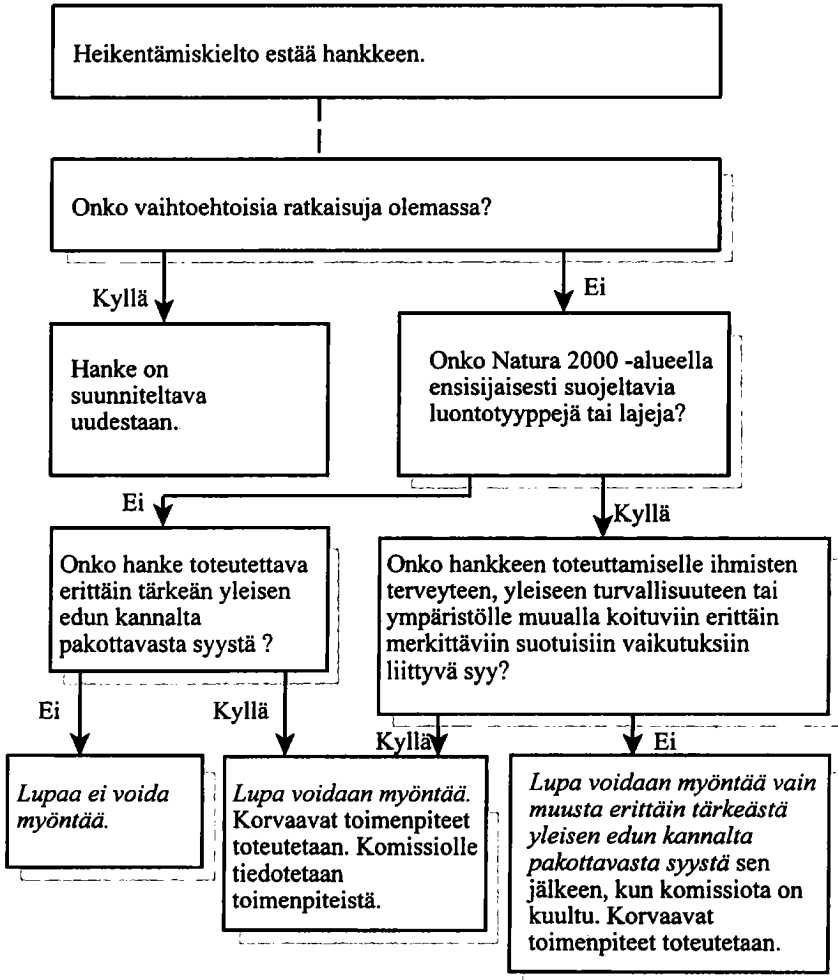 Heikentämiskielto estää hankkeen.
Onko vaihtoehtoisia ratkaisuja olemassa?
Kyllä
Ei
Hanke on
suunniteltava
uudestaan.
Onko Natura 2000 -alueella
ensisijaisesti suojeltavia
luontotyyppejä tai lajeja?
Ei
Kyllä
Onko hanke toteutettava
erittäin tärkeän yleisen
edun kannalta
pakottavasta syystä ?
Onko hankkeen toteuttamiselle ihmisten
terveyteen, yleiseen turvallisuuteen tai
ympäristölle muualla koituviin erittäin
merkittäviin suotuisiin vaikutuksiin
liittyvä syy?
Ei
Kyllä
Kyllä
Ei
Lupaa ei voida
myöntää.
Lupa voidaan myöntää.
Korvaavat toimenpiteet
toteutetaan. Komissiolle
tiedotetaan
toimenpiteistä.
Lupa voidaan myöntää vain
muusta erittäin tärkeästä
yleisen edun kannalta
pakottavasta syystä sen
jälkeen, kun komissiota on
kuultu. Korvaavat
toimenpiteet toteutetaan.